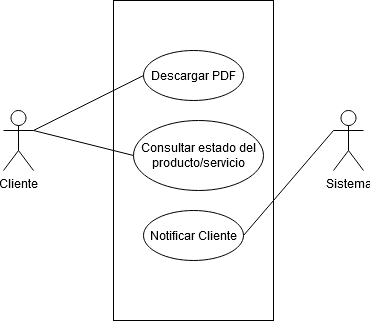 Descargar PDF
Consultar estado del
producto/servicio
Cliente
Sistema
Notificar Cliente